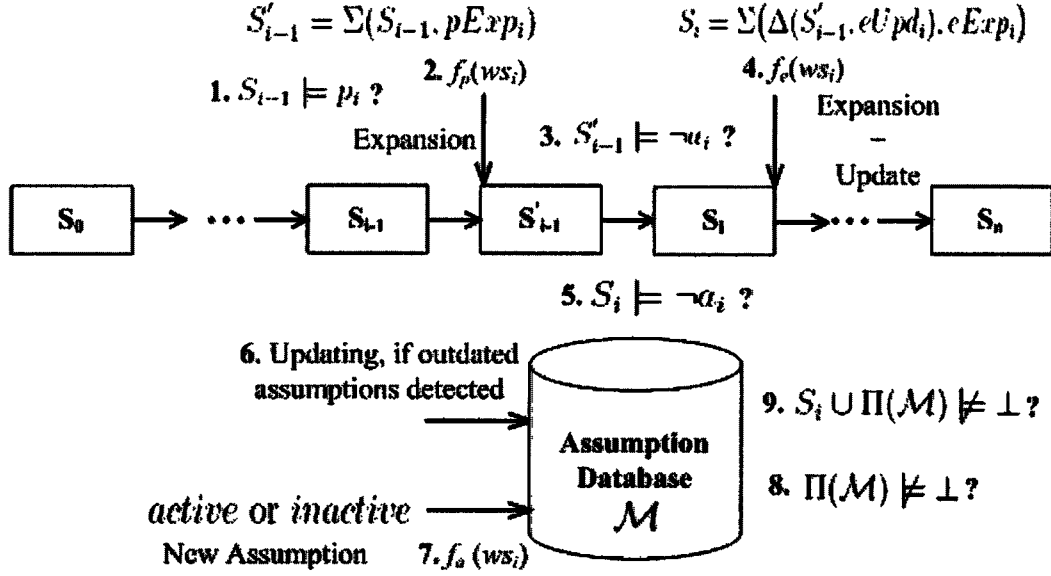 S′ᵢ₋₁ = Σ(Sᵢ₋₁, pExpᵢ)
Sᵢ = Σ(Δ(S′ᵢ₋₁, eUpdᵢ), eExpᵢ)
2. fₚ(wsᵢ)
4. fₑ(wsᵢ)
1. Sᵢ₋₁ ⊨ pᵢ ?
Expansion
3. S′ᵢ₋₁ ⊨ ¬aᵢ ?
Expansion
–
Update
S₀
...
Sᵢ₋₁
S'ᵢ₋₁
Sᵢ
...
Sₙ
5. Sᵢ ⊨ ¬aᵢ ?
6. Updating, if outdated
assumptions detected
Assumption
Database
ℳ
9. Sᵢ ∪ Π(ℳ) ⊭ ⊥ ?
8. Π(ℳ) ⊭ ⊥ ?
active or inactive
New Assumption
7. fₐ (wsᵢ)